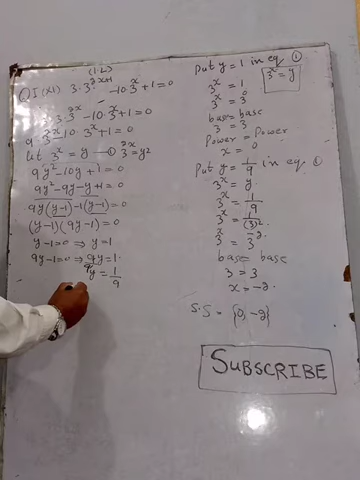 (1.2)
Q1 (xi) 3·3^2x+1 -10·3^x+1=0
3·3·3^2x -10·3^x+1=0
9 3^2x 10·3^x+1=0
let 3^x = y —① 3^2x = y2
9y²-10y+1=0
9y²-9y-y+1=0
9y(y-1)-1(y-1)=0
(y-1)(9y-1)=0
y-1=0 ⇒ y=1
9y-1=0 ⇒ 9y=1
y = 1/9
Put y = 1 in eq ①
3^x = y
3^x = 1
3^x = 3^0
base = base
3 = 3
Power = Power
x = 0
Put y = 1/9 in eq ①
3^x = y
3^x = 1/9
3^x = 1/(3)²
3^x = 3^-2
base = base
3 = 3
x = -2
S.S = {0, -2}
SUBSCRIBE